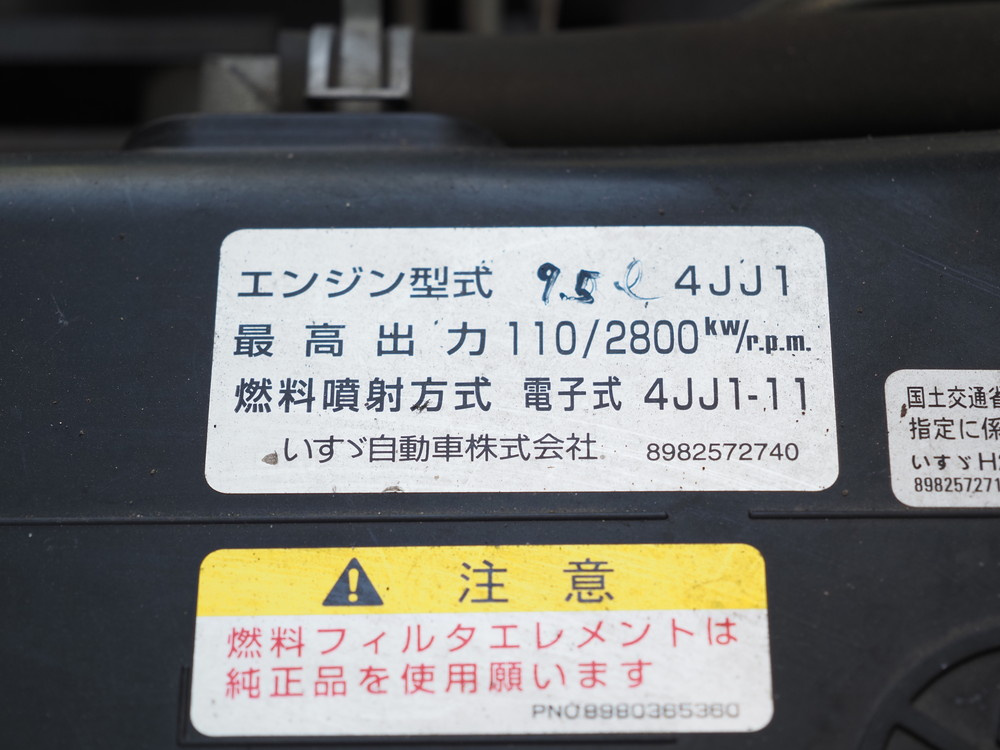 エンジン型式 9.5ℓ 4JJ1
最高出力 110/2800kw/r.p.m.
燃料噴射方式 電子式 4JJ1-11
いすゞ自動車株式会社 8982572740
国土交通省
指定に係
いすゞH
898257271
注意
燃料フィルタエレメントは
純正品を使用願います
PNO8980365360